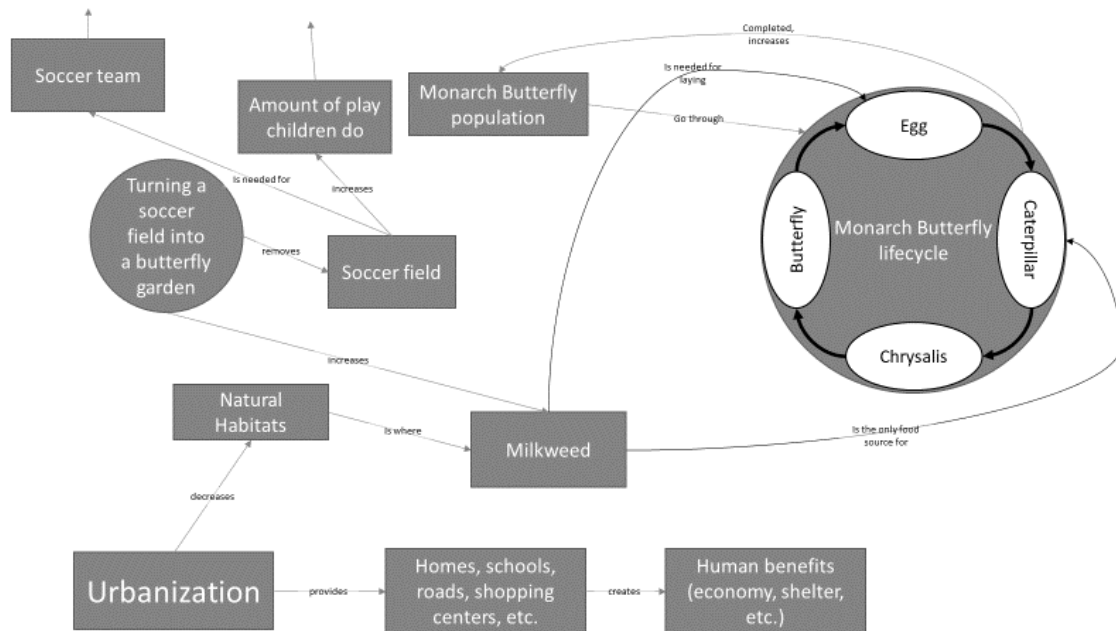 Completed,
increases
Soccer team
Is needed for
laying
Amount of play
children do
Monarch Butterfly
population
Go through
Egg
Is needed for
increases
Turning a
soccer
field into
a butterfly
garden
removes
Soccer field
Butterfly
Monarch Butterfly
lifecycle
Caterpillar
Chrysalis
increases
Natural
Habitats
Is where
Milkweed
Is the only food
source for
decreases
Urbanization
provides
Homes, schools,
roads, shopping
centers, etc.
creates
Human benefits
(economy, shelter,
etc.)